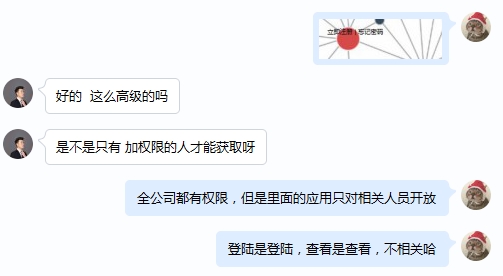 立即注册 | 忘记密码
好的 这么高级的吗
是不是只有 加权限的人才能获取呀
全公司都有权限，但是里面的应用只对相关人员开放
登陆是登陆，查看是查看，不相关哈